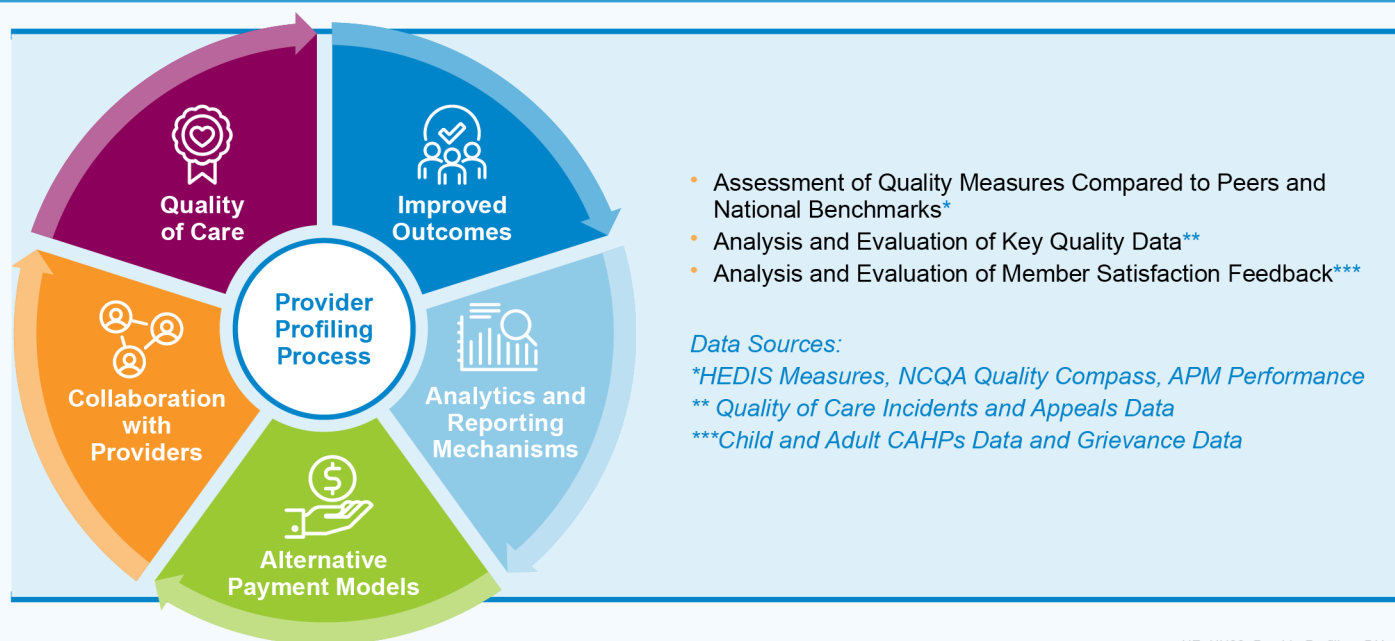 Quality
of Care
Improved
Outcomes
Provider
Profiling
Process
Collaboration
with
Providers
Analytics and
Reporting
Mechanisms
Alternative
Payment Models
• Assessment of Quality Measures Compared to Peers and
National Benchmarks*
• Analysis and Evaluation of Key Quality Data**
• Analysis and Evaluation of Member Satisfaction Feedback***
Data Sources:
*HEDIS Measures, NCQA Quality Compass, APM Performance
** Quality of Care Incidents and Appeals Data
***Child and Adult CAHPs Data and Grievance Data